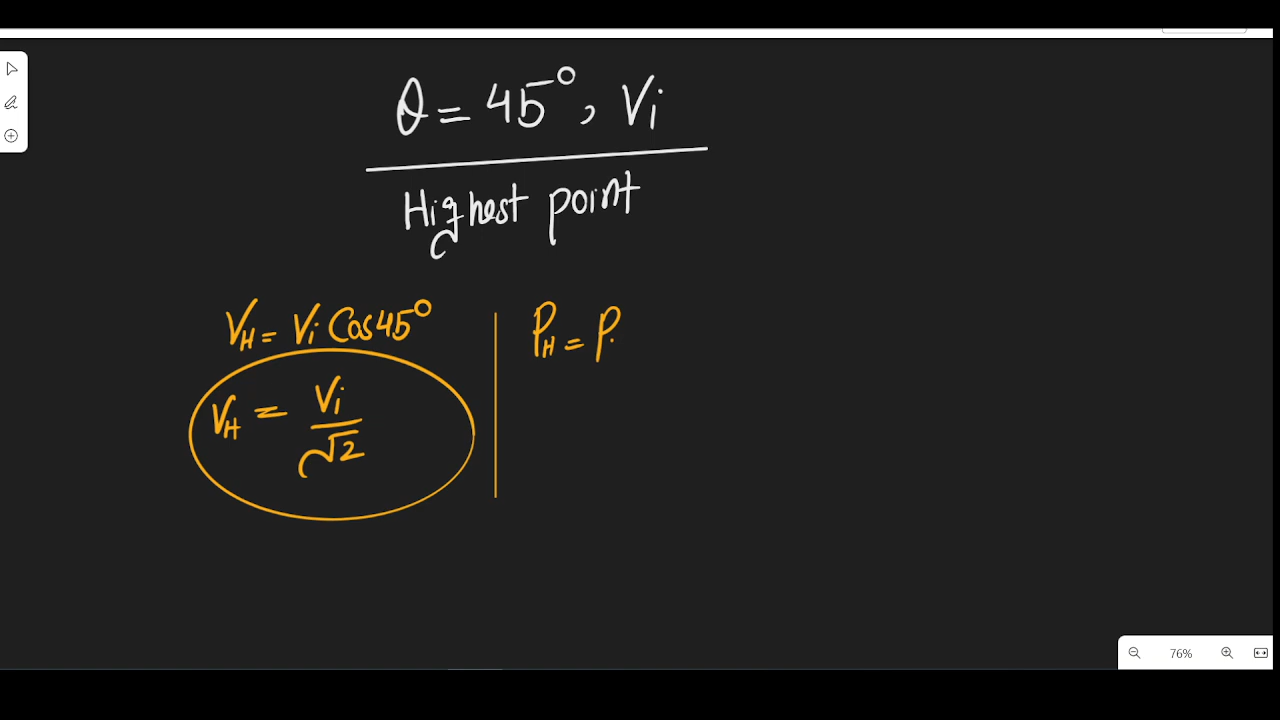 θ = 45°, Vi
Highest point
VH = Vi Cos45°
VH = Vi/√2
PH = P.
76%